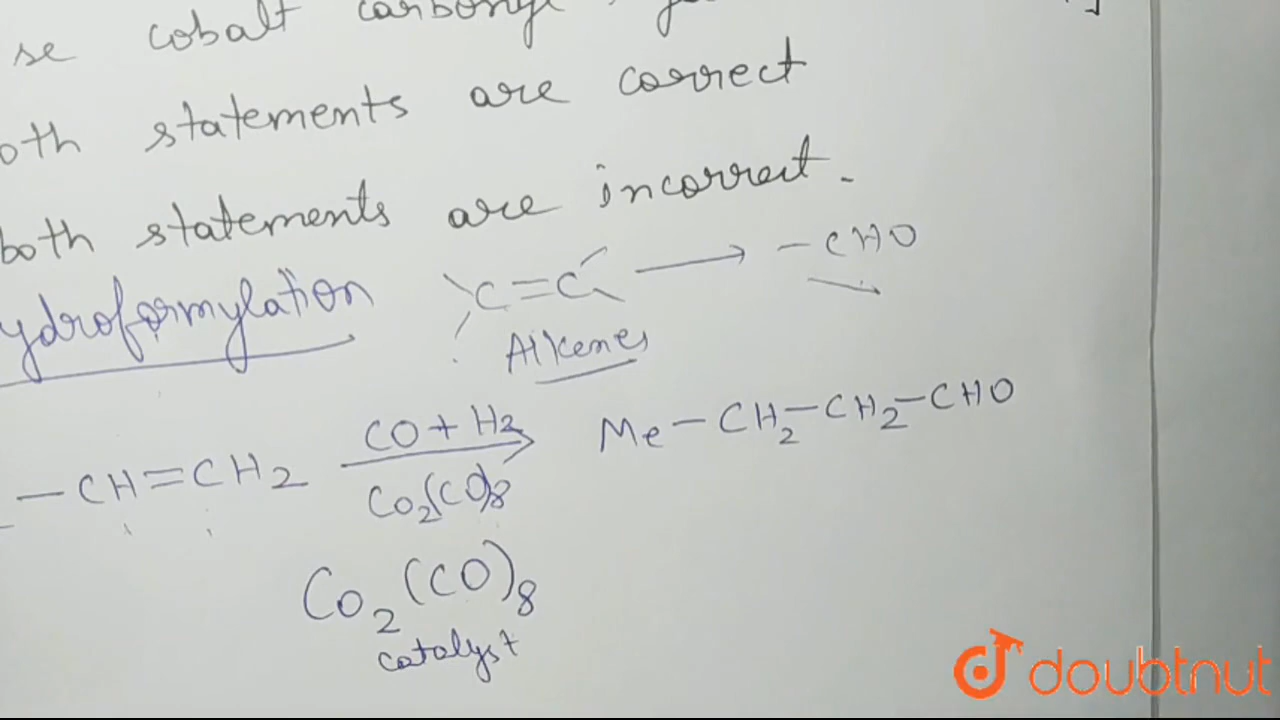 se cobalt carbonyl
oth statements are correct
both statements are incorrect.
ydroformylation C=C → -CHO
Alkenes
-CH=CH2 CO+H2 Me-CH2-CH2-CHO
Co2(CO)8
Co2(CO)8
catalyst
doubtnut